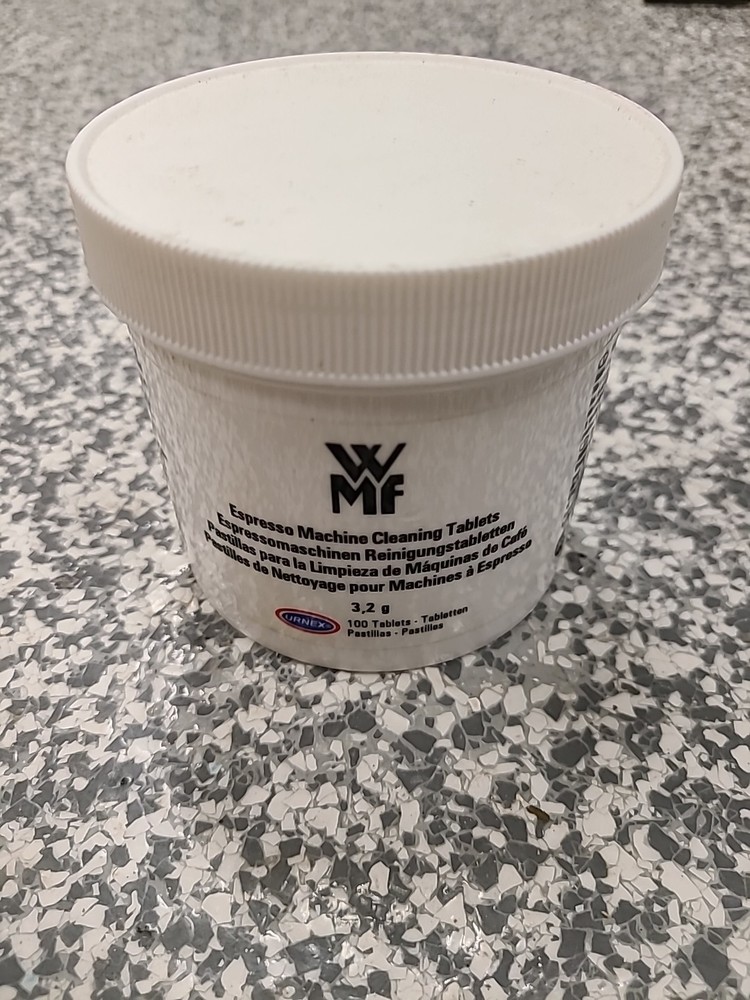 WMF
Espresso Machine Cleaning Tablets
Espressomaschinen Reinigungstabletten
Pastillas para la Limpieza de Máquinas de Café
Pastilles de Nettoyage pour Machines à Espresso
3,2 g
URNEX®
100 Tablets - Tabletten
Pastillas - Pastilles